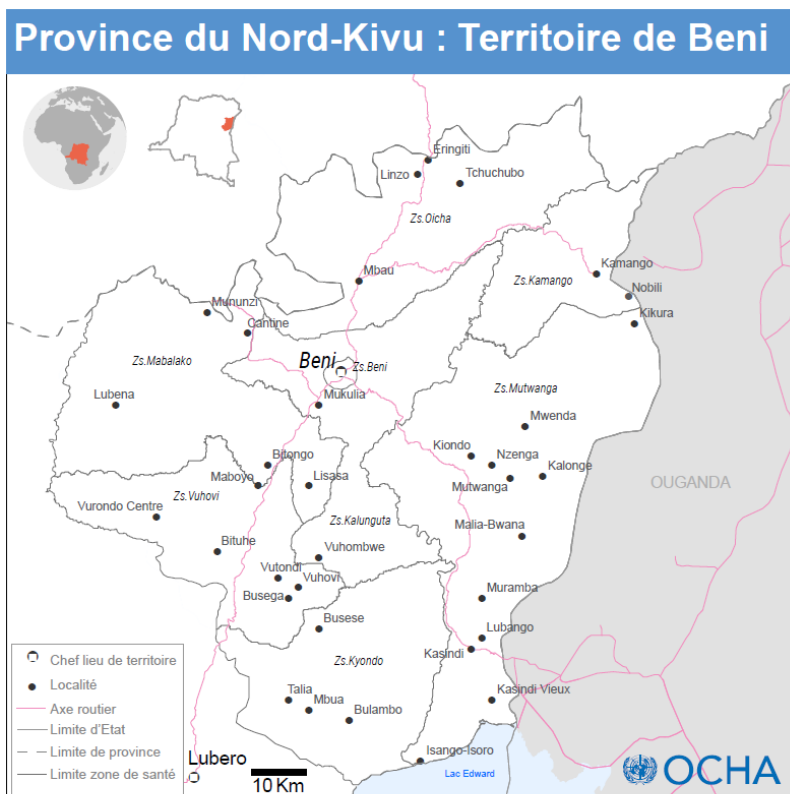 Province du Nord-Kivu : Territoire de Beni
Eringiti
Linzo
Tchuchubo
Zs.Oicha
Mbau
Kamango
Zs.Kamango
Nobili
Mununzi
Kikura
Cantine
Zs.Mabalako
Beni
Zs.Beni
Zs.Mutwanga
Lubena
Mukulia
Mwenda
Kiondo
Nzenga
Bitongo
Kalonge
Maboyo
Lisasa
Mutwanga
OUGANDA
Zs.Vuhovi
Vurondo Centre
Zs.Kalunguta
Malia-Bwana
Bituhe
Vuhombwe
Vutondi
Vuhovi
Busega
Muramba
Busese
Lubango
Kasindi
Zs.Kyondo
Talia
Kasindi Vieux
Mbua
Bulambo
Isango-Isoro
Lac Edward
Chef lieu de territoire
Localité
Axe routier
Limite d'Etat
Limite de province
Limite zone de santé
Lubero
10 Km
OCHA